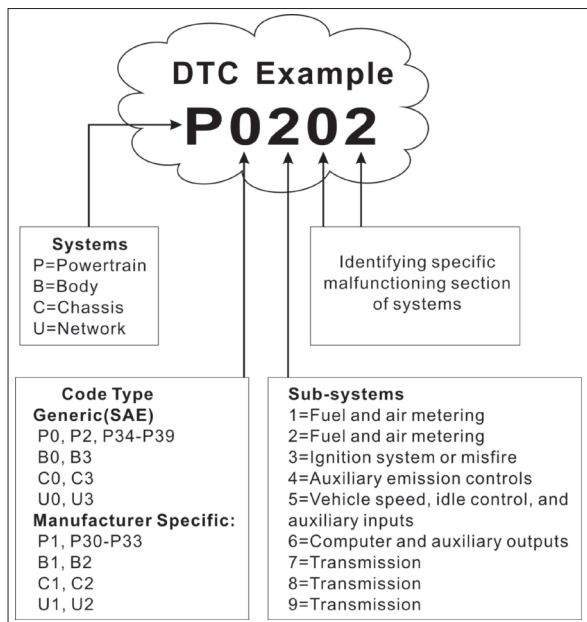 DTC Example
P0202
Systems
P=Powertrain
B=Body
C=Chassis
U=Network
Identifying specific
malfunctioning section
of systems
Code Type
Generic(SAE)
P0, P2, P34-P39
B0, B3
C0, C3
U0, U3
Manufacturer Specific:
P1, P30-P33
B1, B2
C1, C2
U1, U2
Sub-systems
1=Fuel and air metering
2=Fuel and air metering
3=Ignition system or misfire
4=Auxiliary emission controls
5=Vehicle speed, idle control, and
auxiliary inputs
6=Computer and auxiliary outputs
7=Transmission
8=Transmission
9=Transmission